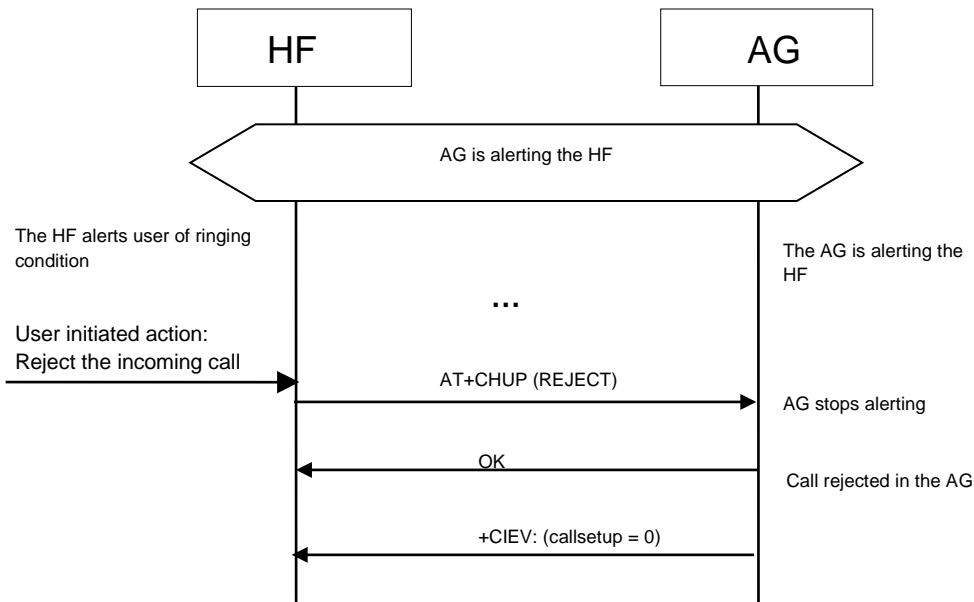 HF
AG
AG is alerting the HF
The HF alerts user of ringing
condition
The AG is alerting the
HF
...
User initiated action:
Reject the incoming call
AT+CHUP (REJECT)
AG stops alerting
OK
Call rejected in the AG
+CIEV: (callsetup = 0)